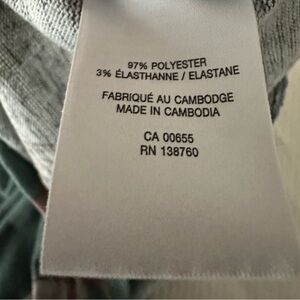 97% POLYESTER
3% ÉLASTHANNE / ELASTANE
FABRIQUÉ AU CAMBODGE
MADE IN CAMBODIA
CA 00655
RN 138760